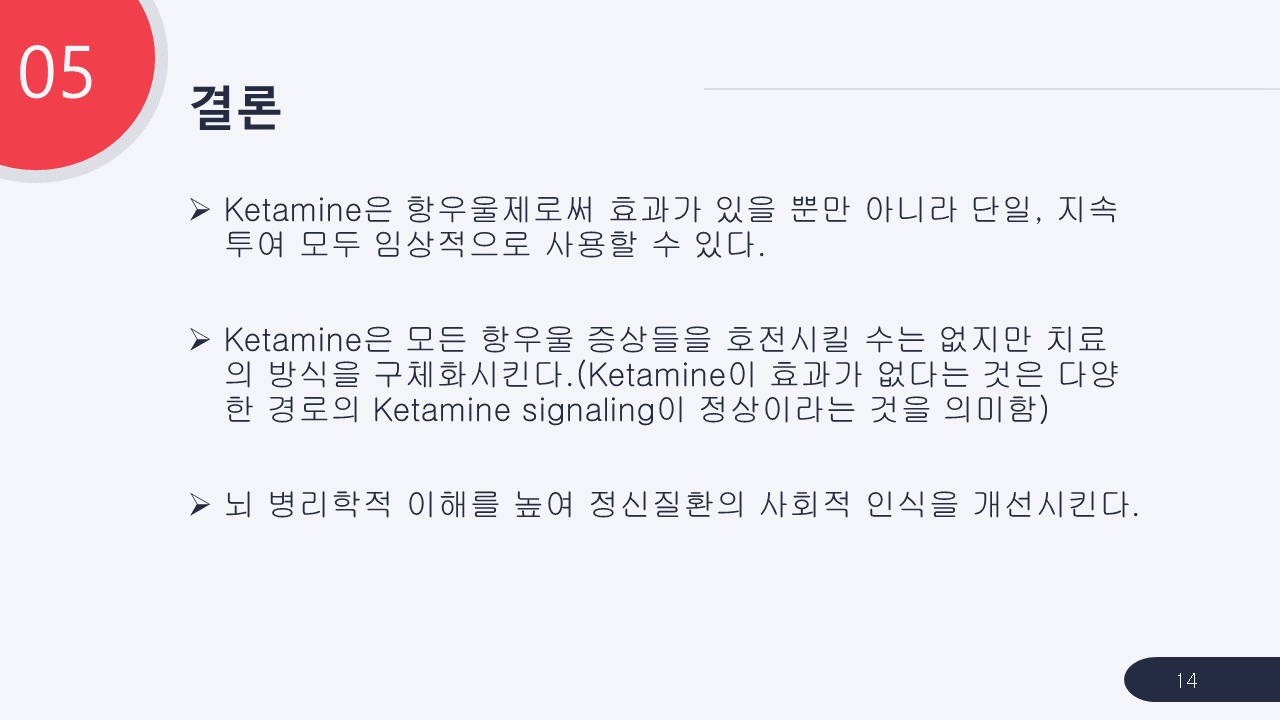 05
결론
➢ Ketamine은 항우울제로써 효과가 있을 뿐만 아니라 단일, 지속
투여 모두 임상적으로 사용할 수 있다.
➢ Ketamine은 모든 항우울 증상들을 호전시킬 수는 없지만 치료
의 방식을 구체화시킨다.(Ketamine이 효과가 없다는 것은 다양
한 경로의 Ketamine signaling이 정상이라는 것을 의미함)
➢ 뇌 병리학적 이해를 높여 정신질환의 사회적 인식을 개선시킨다.
14